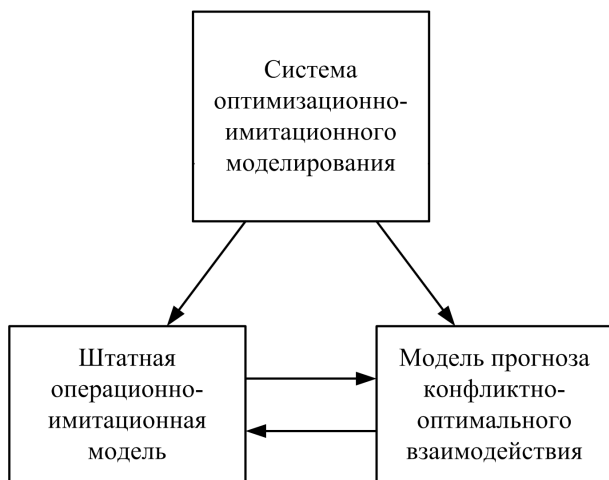 Система
оптимизационно-
имитационного
моделирования
Штатная
операционно-
имитационная
модель
Модель прогноза
конфликтно-
оптимального
взаимодействия